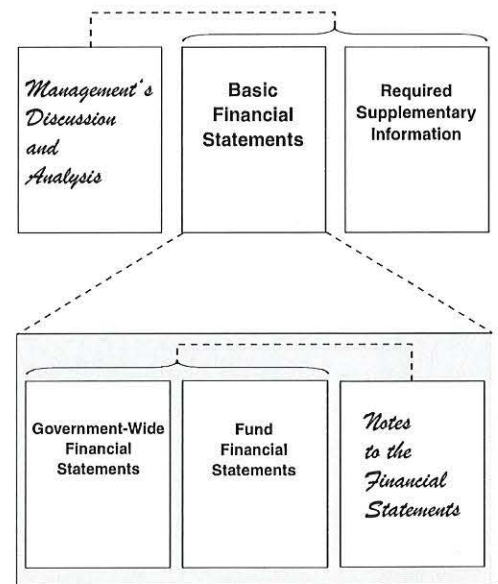 Management's
Discussion
and
Analysis
Basic
Financial
Statements
Required
Supplementary
Information
Government-Wide
Financial
Statements
Fund
Financial
Statements
Notes
to the
Financial
Statements